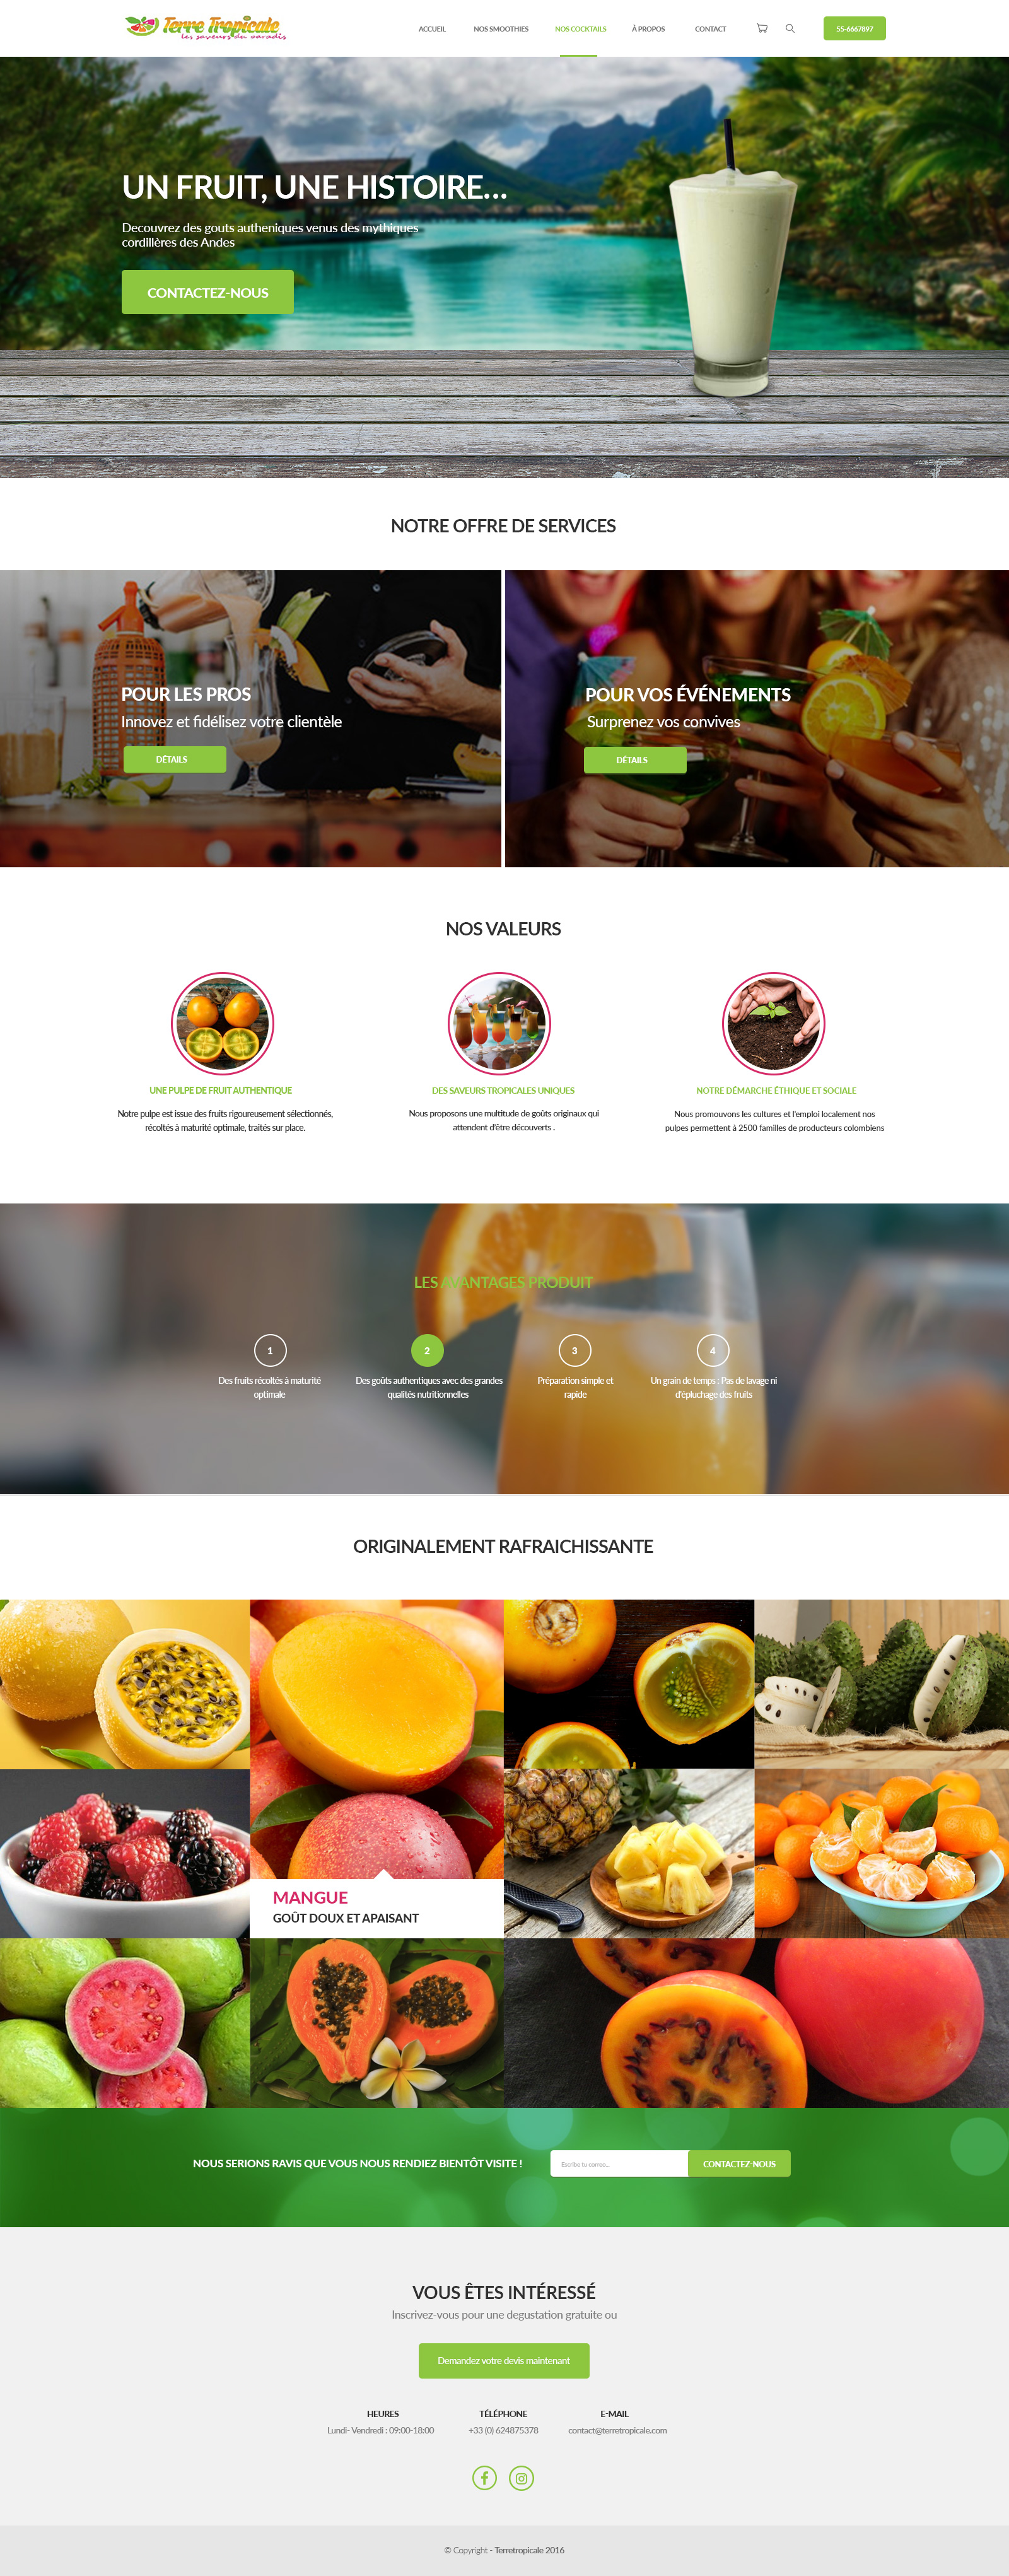 Terre Tropicale
les saveurs du paradis
ACCUEIL
NOS SMOOTHIES
NOS COCKTAILS
À PROPOS
CONTACT
55-6667897
UN FRUIT, UNE HISTOIRE...
Decouvrez des gouts autheniques venus des mythiques
cordillères des Andes
CONTACTEZ-NOUS
NOTRE OFFRE DE SERVICES
POUR LES PROS
Innovez et fidélisez votre clientèle
DÉTAILS
POUR VOS ÉVÉNEMENTS
Surprenez vos convives
DÉTAILS
NOS VALEURS
UNE PULPE DE FRUIT AUTHENTIQUE
Notre pulpe est issue des fruits rigoureusement sélectionnés,
récoltés à maturité optimale, traités sur place.
DES SAVEURS TROPICALES UNIQUES
Nous proposons une multitude de goûts originaux qui
attendent d'être découverts .
NOTRE DÉMARCHE ÉTHIQUE ET SOCIALE
Nous promouvons les cultures et l'emploi localement nos
pulpes permettent à 2500 familles de producteurs colombiens
LES AVANTAGES PRODUIT
1
Des fruits récoltés à maturité
optimale
2
Des goûts authentiques avec des grandes
qualités nutritionnelles
3
Préparation simple et
rapide
4
Un grain de temps : Pas de lavage ni
d'épluchage des fruits
ORIGINALEMENT RAFRAICHISSANTE
MANGUE
GOÛT DOUX ET APAISANT
NOUS SERIONS RAVIS QUE VOUS NOUS RENDIEZ BIENTÔT VISITE !
Escribe tu correo...
CONTACTEZ-NOUS
VOUS ÊTES INTÉRESSÉ
Inscrivez-vous pour une degustation gratuite ou
Demandez votre devis maintenant
HEURES
Lundi- Vendredi : 09:00-18:00
TÉLÉPHONE
+33 (0) 624875378
E-MAIL
contact@terretropicale.com
© Copyright - Terretropicale 2016